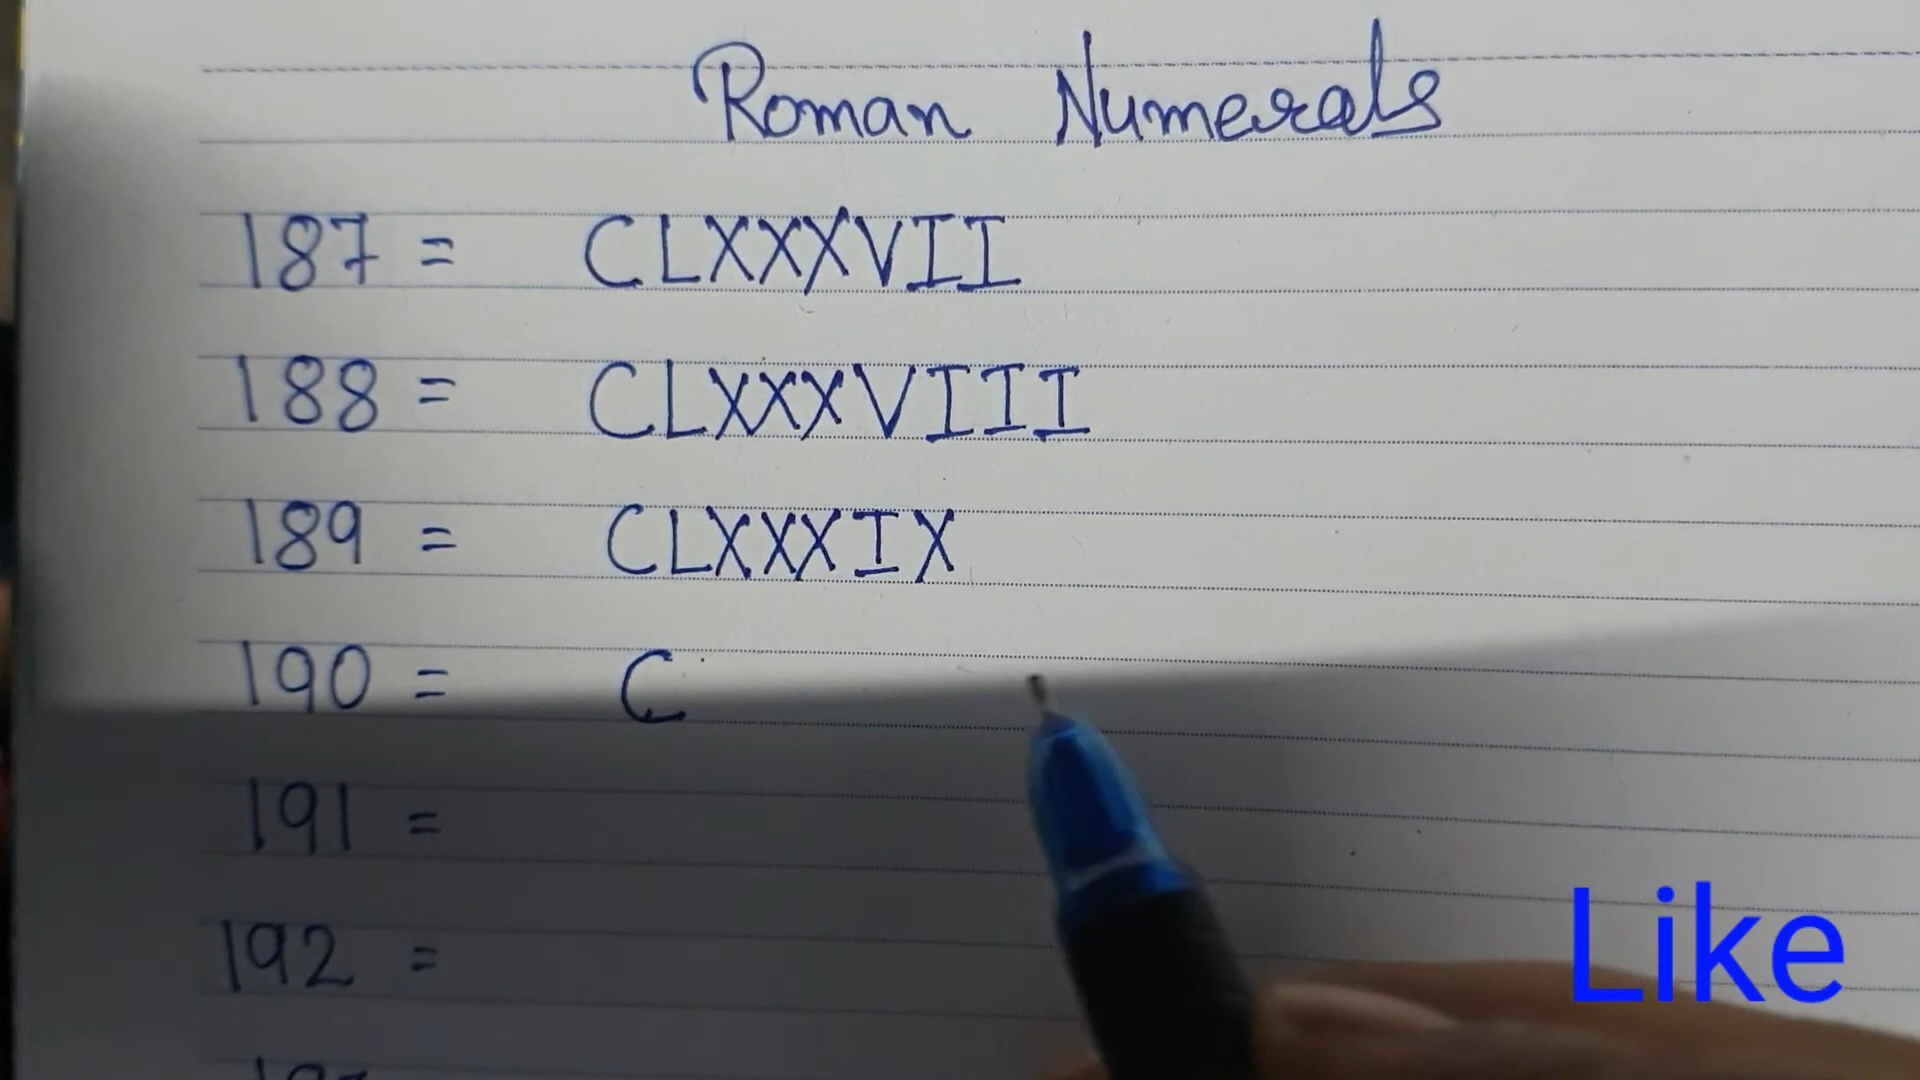 Roman Numerals
187 = CLXXXVII
188 = CLXXXVIII
189 = CLXXXIX
190 = C
191 =
192 =
Like